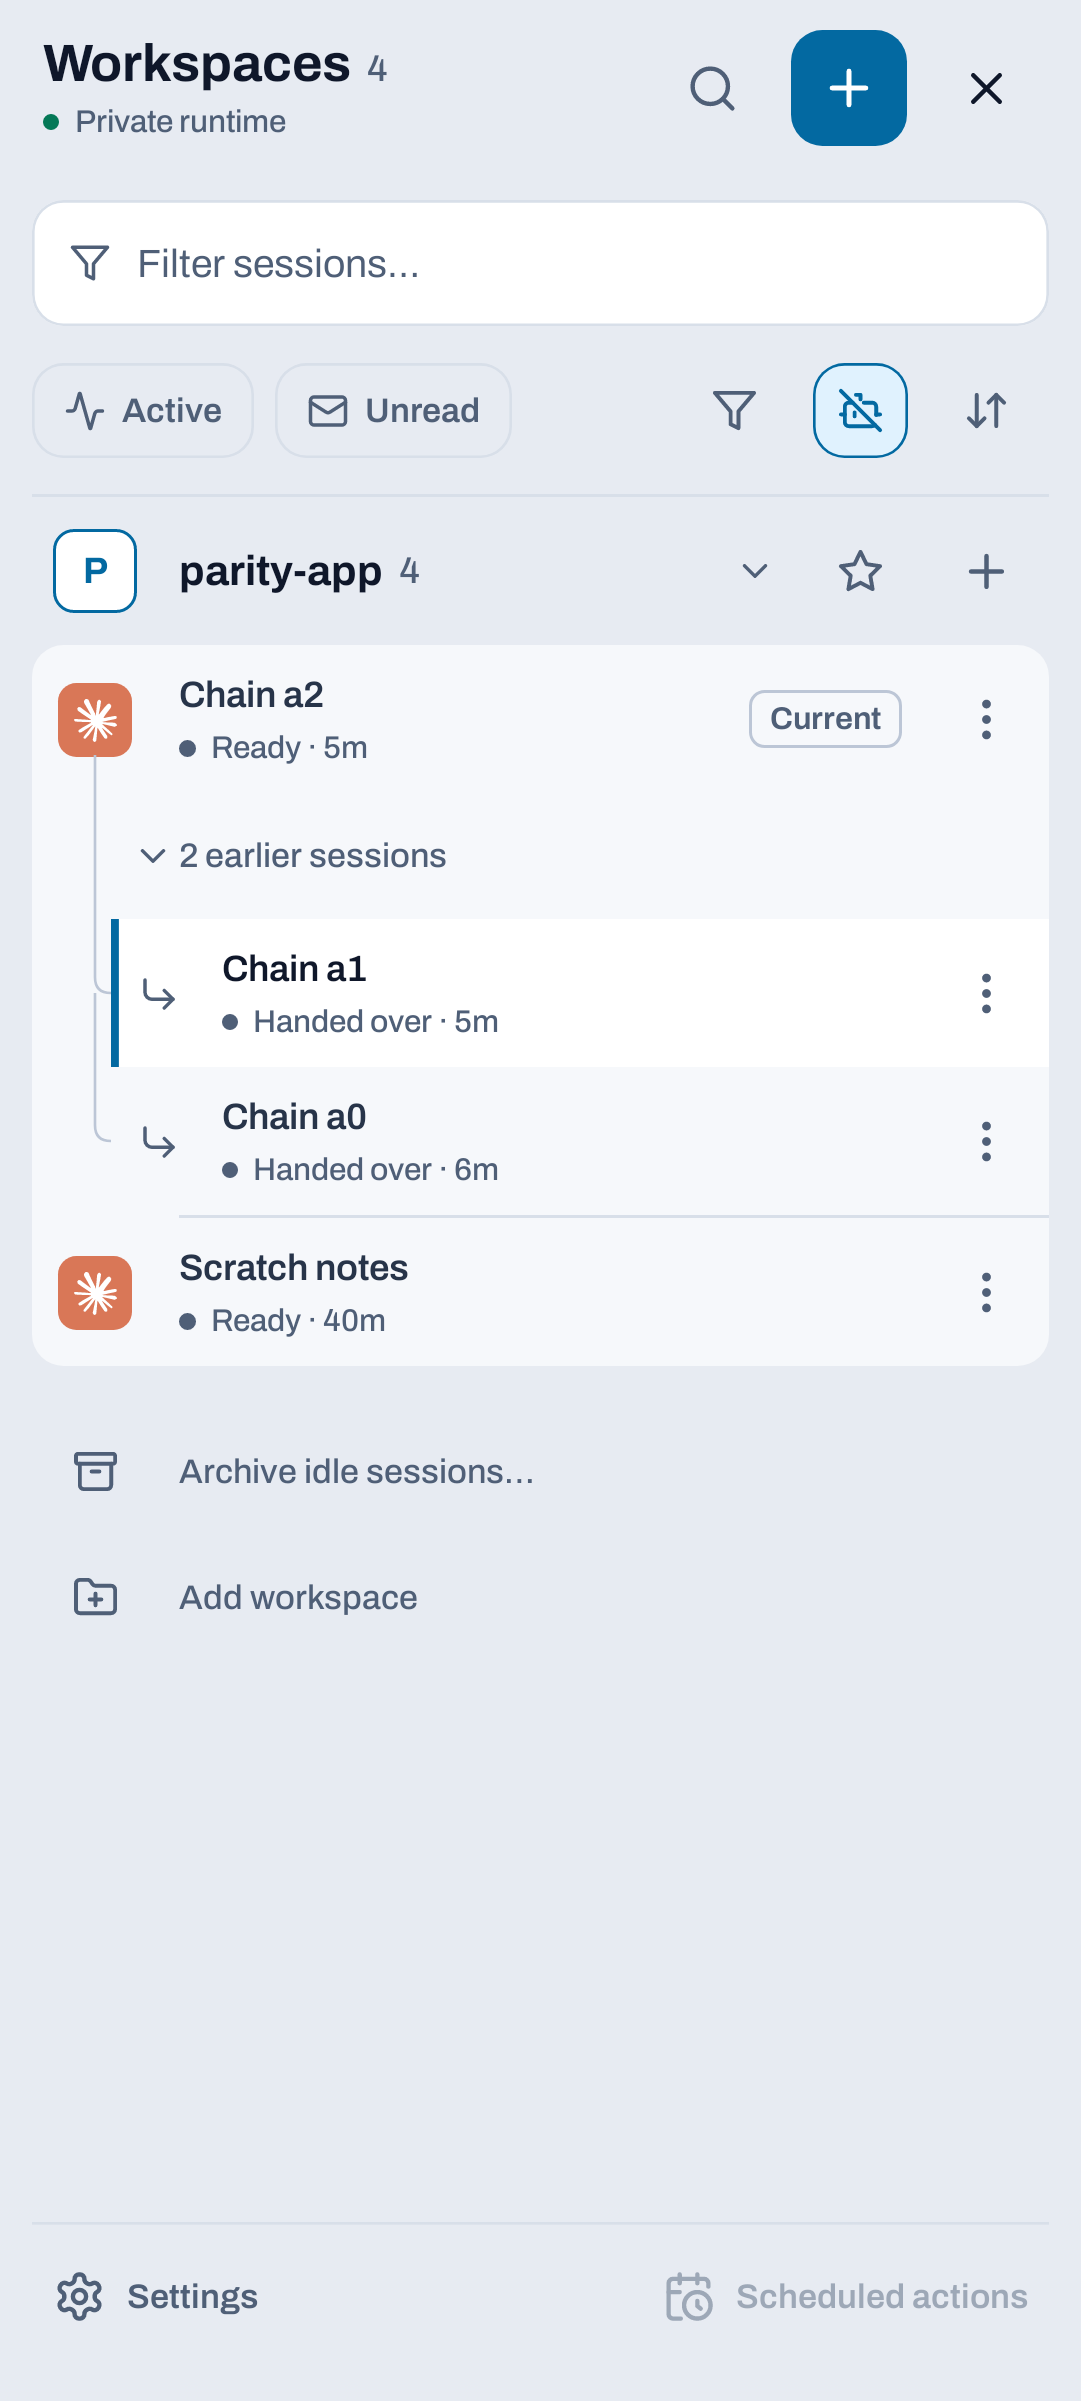 Workspaces 4
Private runtime
Filter sessions...
Active
Unread
P
parity-app 4
Chain a2
Ready · 5m
Current
2 earlier sessions
Chain a1
Handed over · 5m
Chain a0
Handed over · 6m
Scratch notes
Ready · 40m
Archive idle sessions...
Add workspace
Settings
Scheduled actions